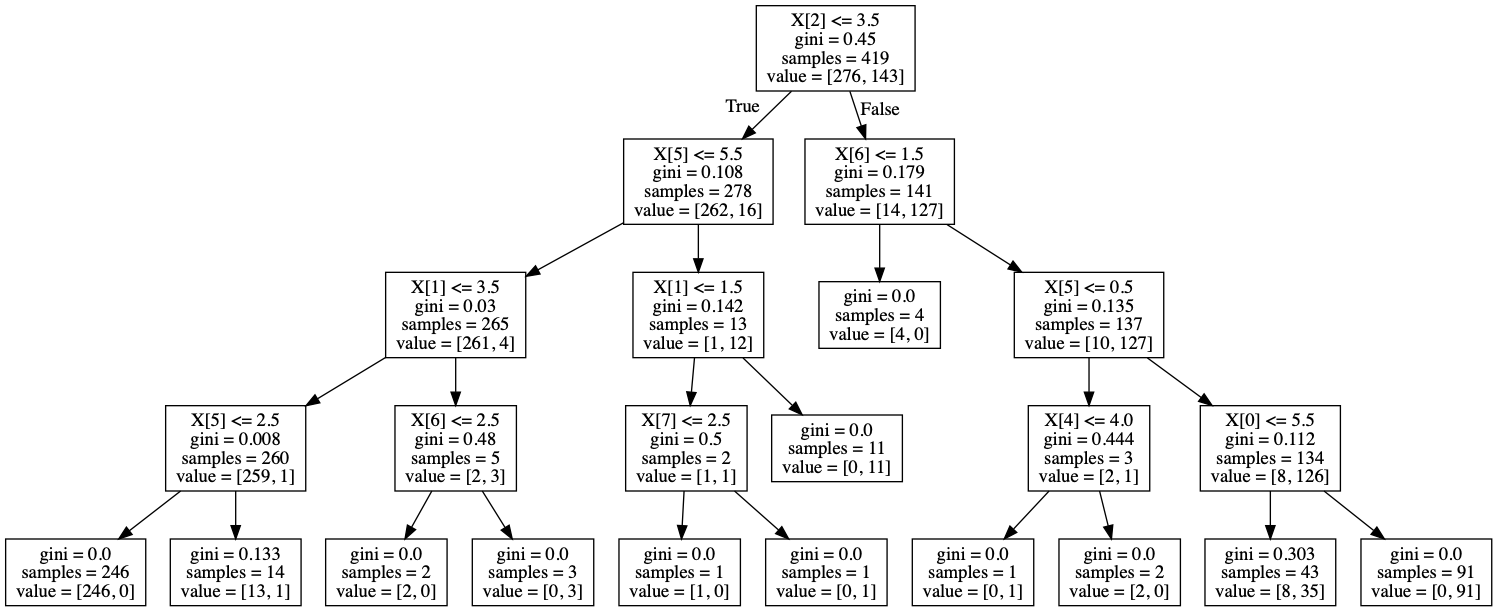 X[2] <= 3.5
gini = 0.45
samples = 419
value = [276, 143]
True
False
X[5] <= 5.5
gini = 0.108
samples = 278
value = [262, 16]
X[6] <= 1.5
gini = 0.179
samples = 141
value = [14, 127]
X[1] <= 3.5
gini = 0.03
samples = 265
value = [261, 4]
X[1] <= 1.5
gini = 0.142
samples = 13
value = [1, 12]
gini = 0.0
samples = 4
value = [4, 0]
X[5] <= 0.5
gini = 0.135
samples = 137
value = [10, 127]
X[5] <= 2.5
gini = 0.008
samples = 260
value = [259, 1]
X[6] <= 2.5
gini = 0.48
samples = 5
value = [2, 3]
X[7] <= 2.5
gini = 0.5
samples = 2
value = [1, 1]
gini = 0.0
samples = 11
value = [0, 11]
X[4] <= 4.0
gini = 0.444
samples = 3
value = [2, 1]
X[0] <= 5.5
gini = 0.112
samples = 134
value = [8, 126]
gini = 0.0
samples = 246
value = [246, 0]
gini = 0.133
samples = 14
value = [13, 1]
gini = 0.0
samples = 2
value = [2, 0]
gini = 0.0
samples = 3
value = [0, 3]
gini = 0.0
samples = 1
value = [1, 0]
gini = 0.0
samples = 1
value = [0, 1]
gini = 0.0
samples = 1
value = [0, 1]
gini = 0.0
samples = 2
value = [2, 0]
gini = 0.303
samples = 43
value = [8, 35]
gini = 0.0
samples = 91
value = [0, 91]